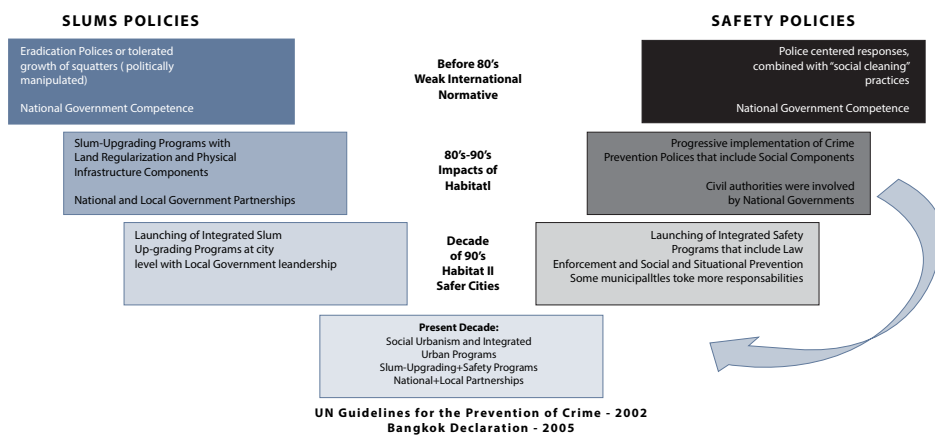 SLUMS POLICIES
SAFETY POLICIES
Eradication Polices or tolerated
growth of squatters ( politically
manipulated)
National Government Competence
Before 80's
Weak International
Normative
Police centered responses,
combined with "social cleaning"
practices
National Government Competence
Slum-Upgrading Programs with
Land Regularization and Physical
Infrastructure Components
National and Local Government Partnerships
80's-90's
Impacts of
HabitatI
Progressive implementation of Crime
Prevention Polices that include Social Components
Civil authorities were involved
by National Governments
Launching of Integrated Slum
Up-grading Programs at city
level with Local Government leandership
Decade
of 90's
Habitat II
Safer Cities
Launching of Integrated Safety
Programs that include Law
Enforcement and Social and Situational Prevention
Some municipalltles toke more responsabilities
Present Decade:
Social Urbanism and Integrated
Urban Programs
Slum-Upgrading+Safety Programs
National+Local Partnerships
UN Guidelines for the Prevention of Crime - 2002
Bangkok Declaration - 2005